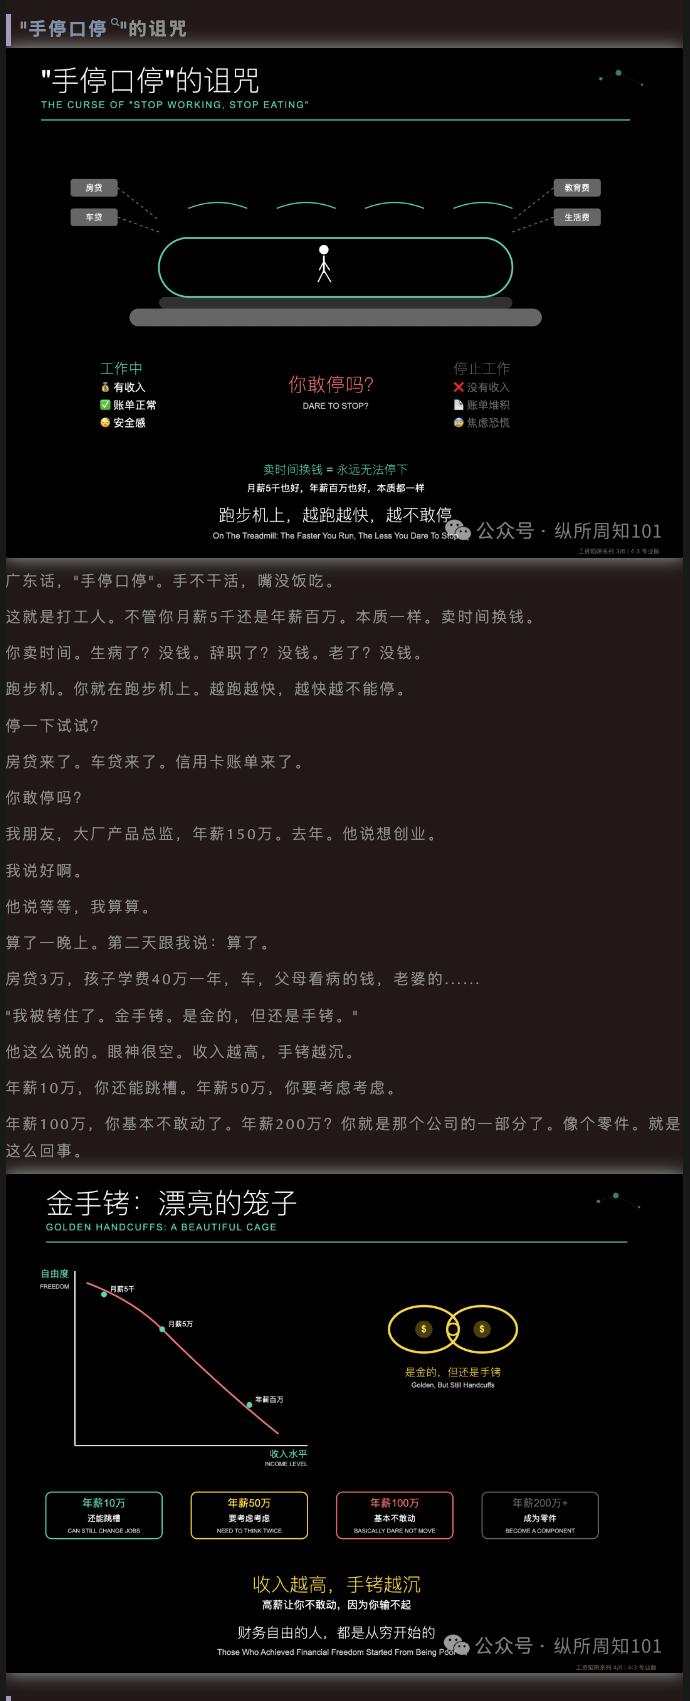 "手停口停"的诅咒
"手停口停"的诅咒
THE CURSE OF "STOP WORKING, STOP EATING"
房贷
车贷
教育费
生活费
工作中
💰 有收入
✅ 账单正常
😌 安全感
你敢停吗?
DARE TO STOP?
停止工作
❌ 没有收入
📄 账单堆积
😰 焦虑恐慌
卖时间换钱 = 永远无法停下
月薪5千也好，年薪百万也好，本质都一样
跑步机上，越跑越快，越不敢停
On The Treadmill: The Faster You Run, The Less You Dare To Stop
公众号 · 纵所周知101
工资陷阱系列 3/6 | 4:3 专业版
广东话，"手停口停"。手不干活，嘴没饭吃。
这就是打工人。不管你月薪5千还是年薪百万。本质一样。卖时间换钱。
你卖时间。生病了？没钱。辞职了？没钱。老了？没钱。
跑步机。你就在跑步机上。越跑越快，越快越不能停。
停一下试试？
房贷来了。车贷来了。信用卡账单来了。
你敢停吗？
我朋友，大厂产品总监，年薪150万。去年。他说想创业。
我说好啊。
他说等等，我算算。
算了一晚上。第二天跟我说：算了。
房贷3万，孩子学费40万一年，车，父母看病的钱，老婆的......
"我被铐住了。金手铐。是金的，但还是手铐。"
他这么说的。眼神很空。收入越高，手铐越沉。
年薪10万，你还能跳槽。年薪50万，你要考虑考虑。
年薪100万，你基本不敢动了。年薪200万？你就是那个公司的一部分了。像个零件。就是
这么回事。
金手铐：漂亮的笼子
GOLDEN HANDCUFFS: A BEAUTIFUL CAGE
自由度
FREEDOM
月薪5千
月薪5万
年薪百万
收入水平
INCOME LEVEL
$
$
是金的，但还是手铐
Golden, But Still Handcuffs
年薪10万
还能跳槽
CAN STILL CHANGE JOBS
年薪50万
要考虑考虑
NEED TO THINK TWICE
年薪100万
基本不敢动
BASICALLY DARE NOT MOVE
年薪200万+
成为零件
BECOME A COMPONENT
收入越高，手铐越沉
高薪让你不敢动，因为你输不起
财务自由的人，都是从穷开始的
Those Who Achieved Financial Freedom Started From Being Poor
公众号 · 纵所周知101
工资陷阱系列 4/6 | 4:3 专业版